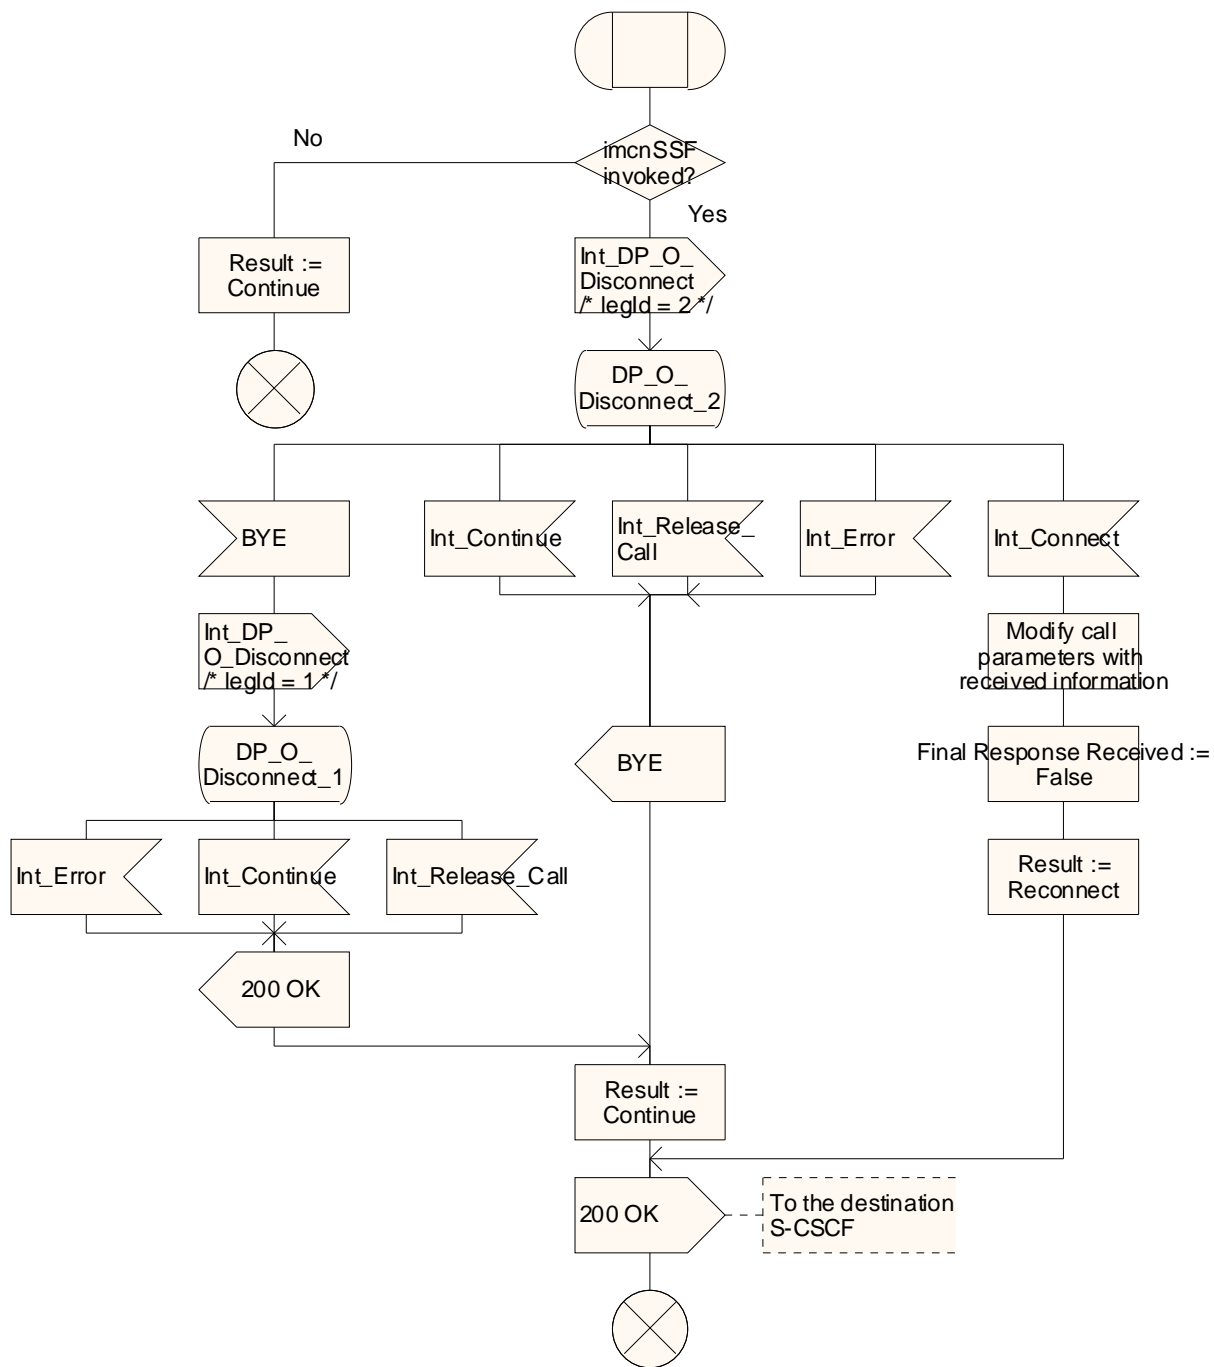 No
imcnSSF
invoked?
Yes
Result :=
Continue
Int_DP_O_
Disconnect
/* legId = 2 */
DP_O_
Disconnect_2
BYE
Int_Continue
Int_Release_
Call
Int_Error
Int_Connect
Int_DP_
O_Disconnect
/* legId = 1 */
Modify call
parameters with
received information
DP_O_
Disconnect_1
BYE
Final Response Received :=
False
Int_Error
Int_Continue
Int_Release_Call
Result :=
Reconnect
200 OK
Result :=
Continue
200 OK
To the destination
S-CSCF